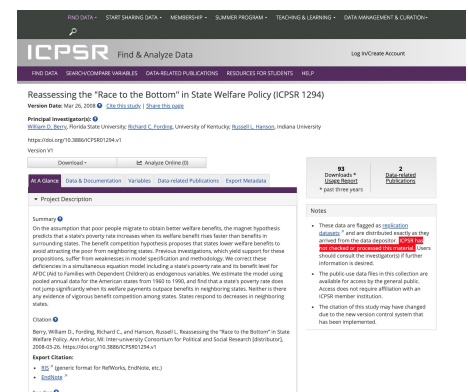 FIND DATA START SHARING DATA MEMBERSHIP SUMMER PROGRAM TEACHING & LEARNING DATA MANAGEMENT & CURATION
ICPSR Find & Analyze Data Log In/Create Account
FIND DATA SEARCH/COMPARE VARIABLES DATA-RELATED PUBLICATIONS RESOURCES FOR STUDENTS HELP
Reassessing the "Race to the Bottom" in State Welfare Policy (ICPSR 1294)
Version Date: Mar 26, 2008 Cite this study | Share this page
Principal Investigator(s):
William D. Berry, Florida State University; Richard C. Fording, University of Kentucky; Russell L. Hanson, Indiana University
https://doi.org/10.3886/ICPSR01294.v1
Version V1
Download Analyze Online (0)
At A Glance Data & Documentation Variables Data-related Publications Export Metadata
Project Description
Summary
On the assumption that poor people migrate to obtain better welfare benefits, the magnet hypothesis
predicts that a state's poverty rate increases when its welfare benefit rises faster than benefits in
surrounding states. The benefit competition hypothesis proposes that states lower welfare benefits to
avoid attracting the poor from neighboring states. Previous investigations, which yield support for these
propositions, suffer from weaknesses in model specification and methodology. We correct these
deficiencies in a simultaneous equation model including a state's poverty rate and its benefit level for
AFDC (Aid to Families with Dependent Children) as endogenous variables. We estimate the model using
pooled annual data for the American states from 1960 to 1990, and find that a state's poverty rate does
not jump significantly when its welfare payments outpace benefits in neighboring states. Neither is there
any evidence of vigorous benefit competition among states. States respond to decreases in neighboring
states.
Citation
Berry, William D., Fording, Richard C., and Hanson, Russell L. Reassessing the "Race to the Bottom" in State
Welfare Policy. Ann Arbor, MI: Inter-university Consortium for Political and Social Research [distributor],
2008-03-26. https://doi.org/10.3886/ICPSR01294.v1
Export Citation:
• RIS (generic format for RefWorks, EndNote, etc.)
• EndNote
93
Downloads *
Usage Report
* past three years
2
Data-related
Publications
Notes
• These data are flagged as replication
datasets and are distributed exactly as they
arrived from the data depositor. ICPSR has
not checked or processed this material. Users
should consult the investigator(s) if further
information is desired.
• The public-use data files in this collection are
available for access by the general public.
Access does not require affiliation with an
ICPSR member institution.
• The citation of this study may have changed
due to the new version control system that
has been implemented.